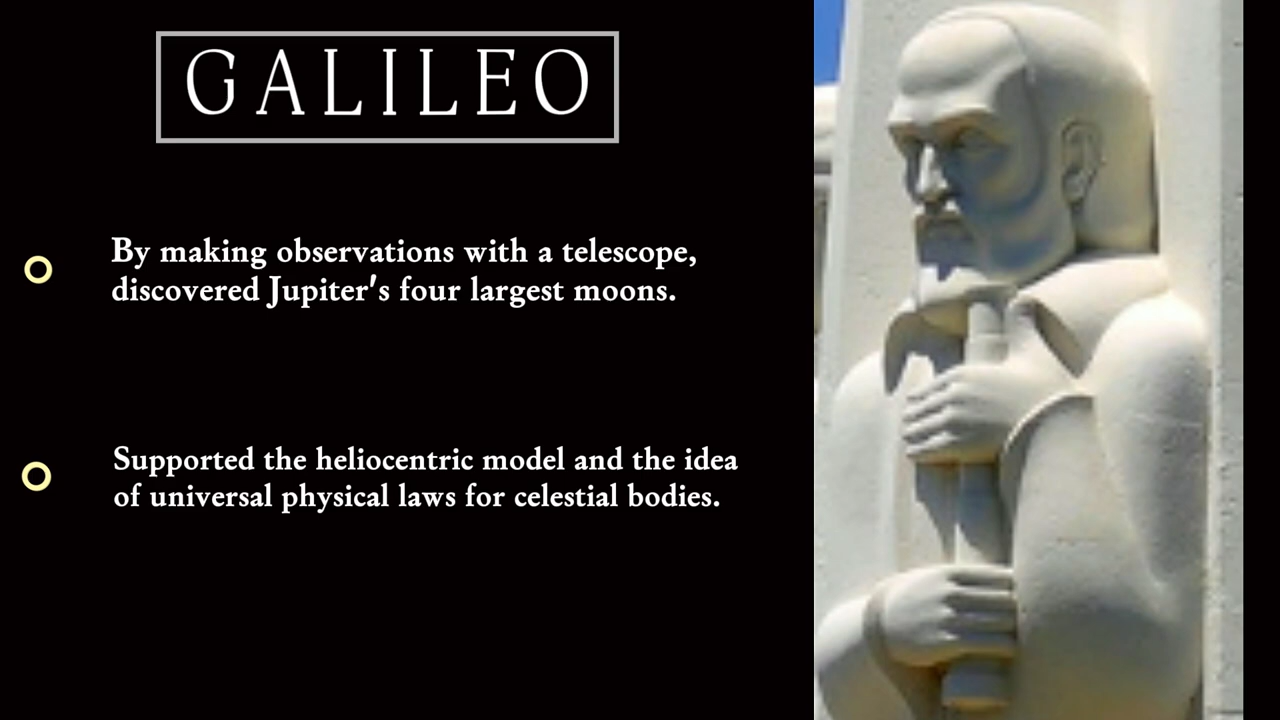 GALILEO
By making observations with a telescope,
discovered Jupiter's four largest moons.
Supported the heliocentric model and the idea
of universal physical laws for celestial bodies.